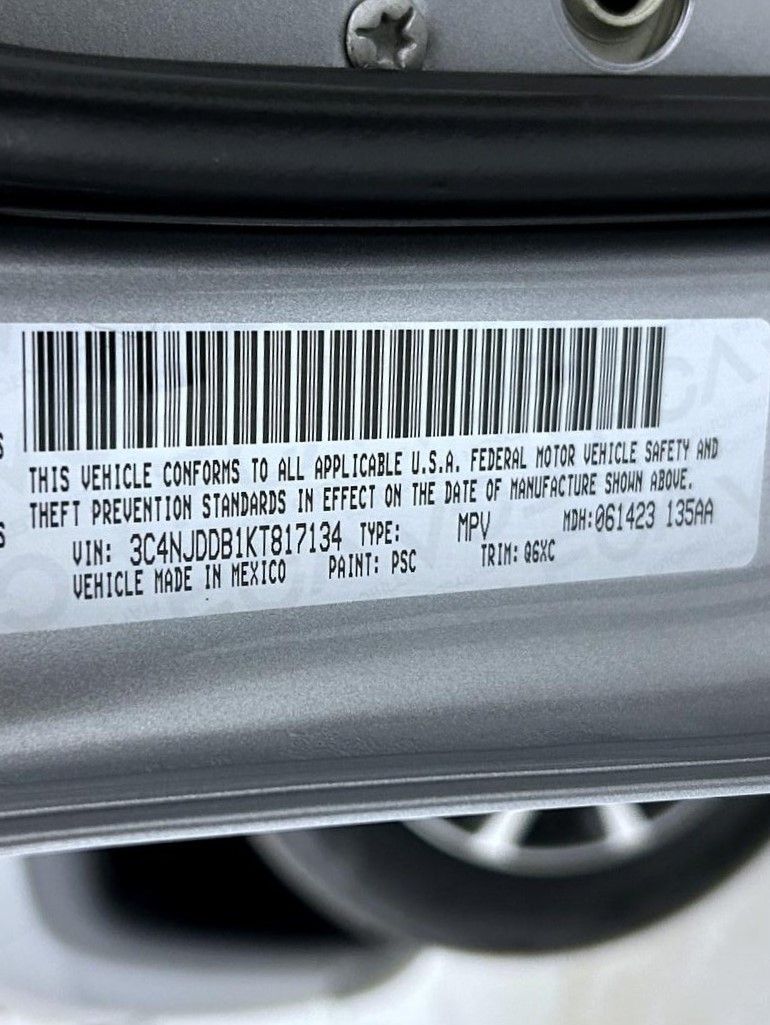 THIS VEHICLE CONFORMS TO ALL APPLICABLE U.S.A. FEDERAL MOTOR VEHICLE SAFETY AND
THEFT PREVENTION STANDARDS IN EFFECT ON THE DATE OF MANUFACTURE SHOWN ABOVE.
VIN: 3C4NJDDB1KT817134 TYPE: MPV MDH:061423 135AA
VEHICLE MADE IN MEXICO PAINT: PSC TRIM: Q6XC